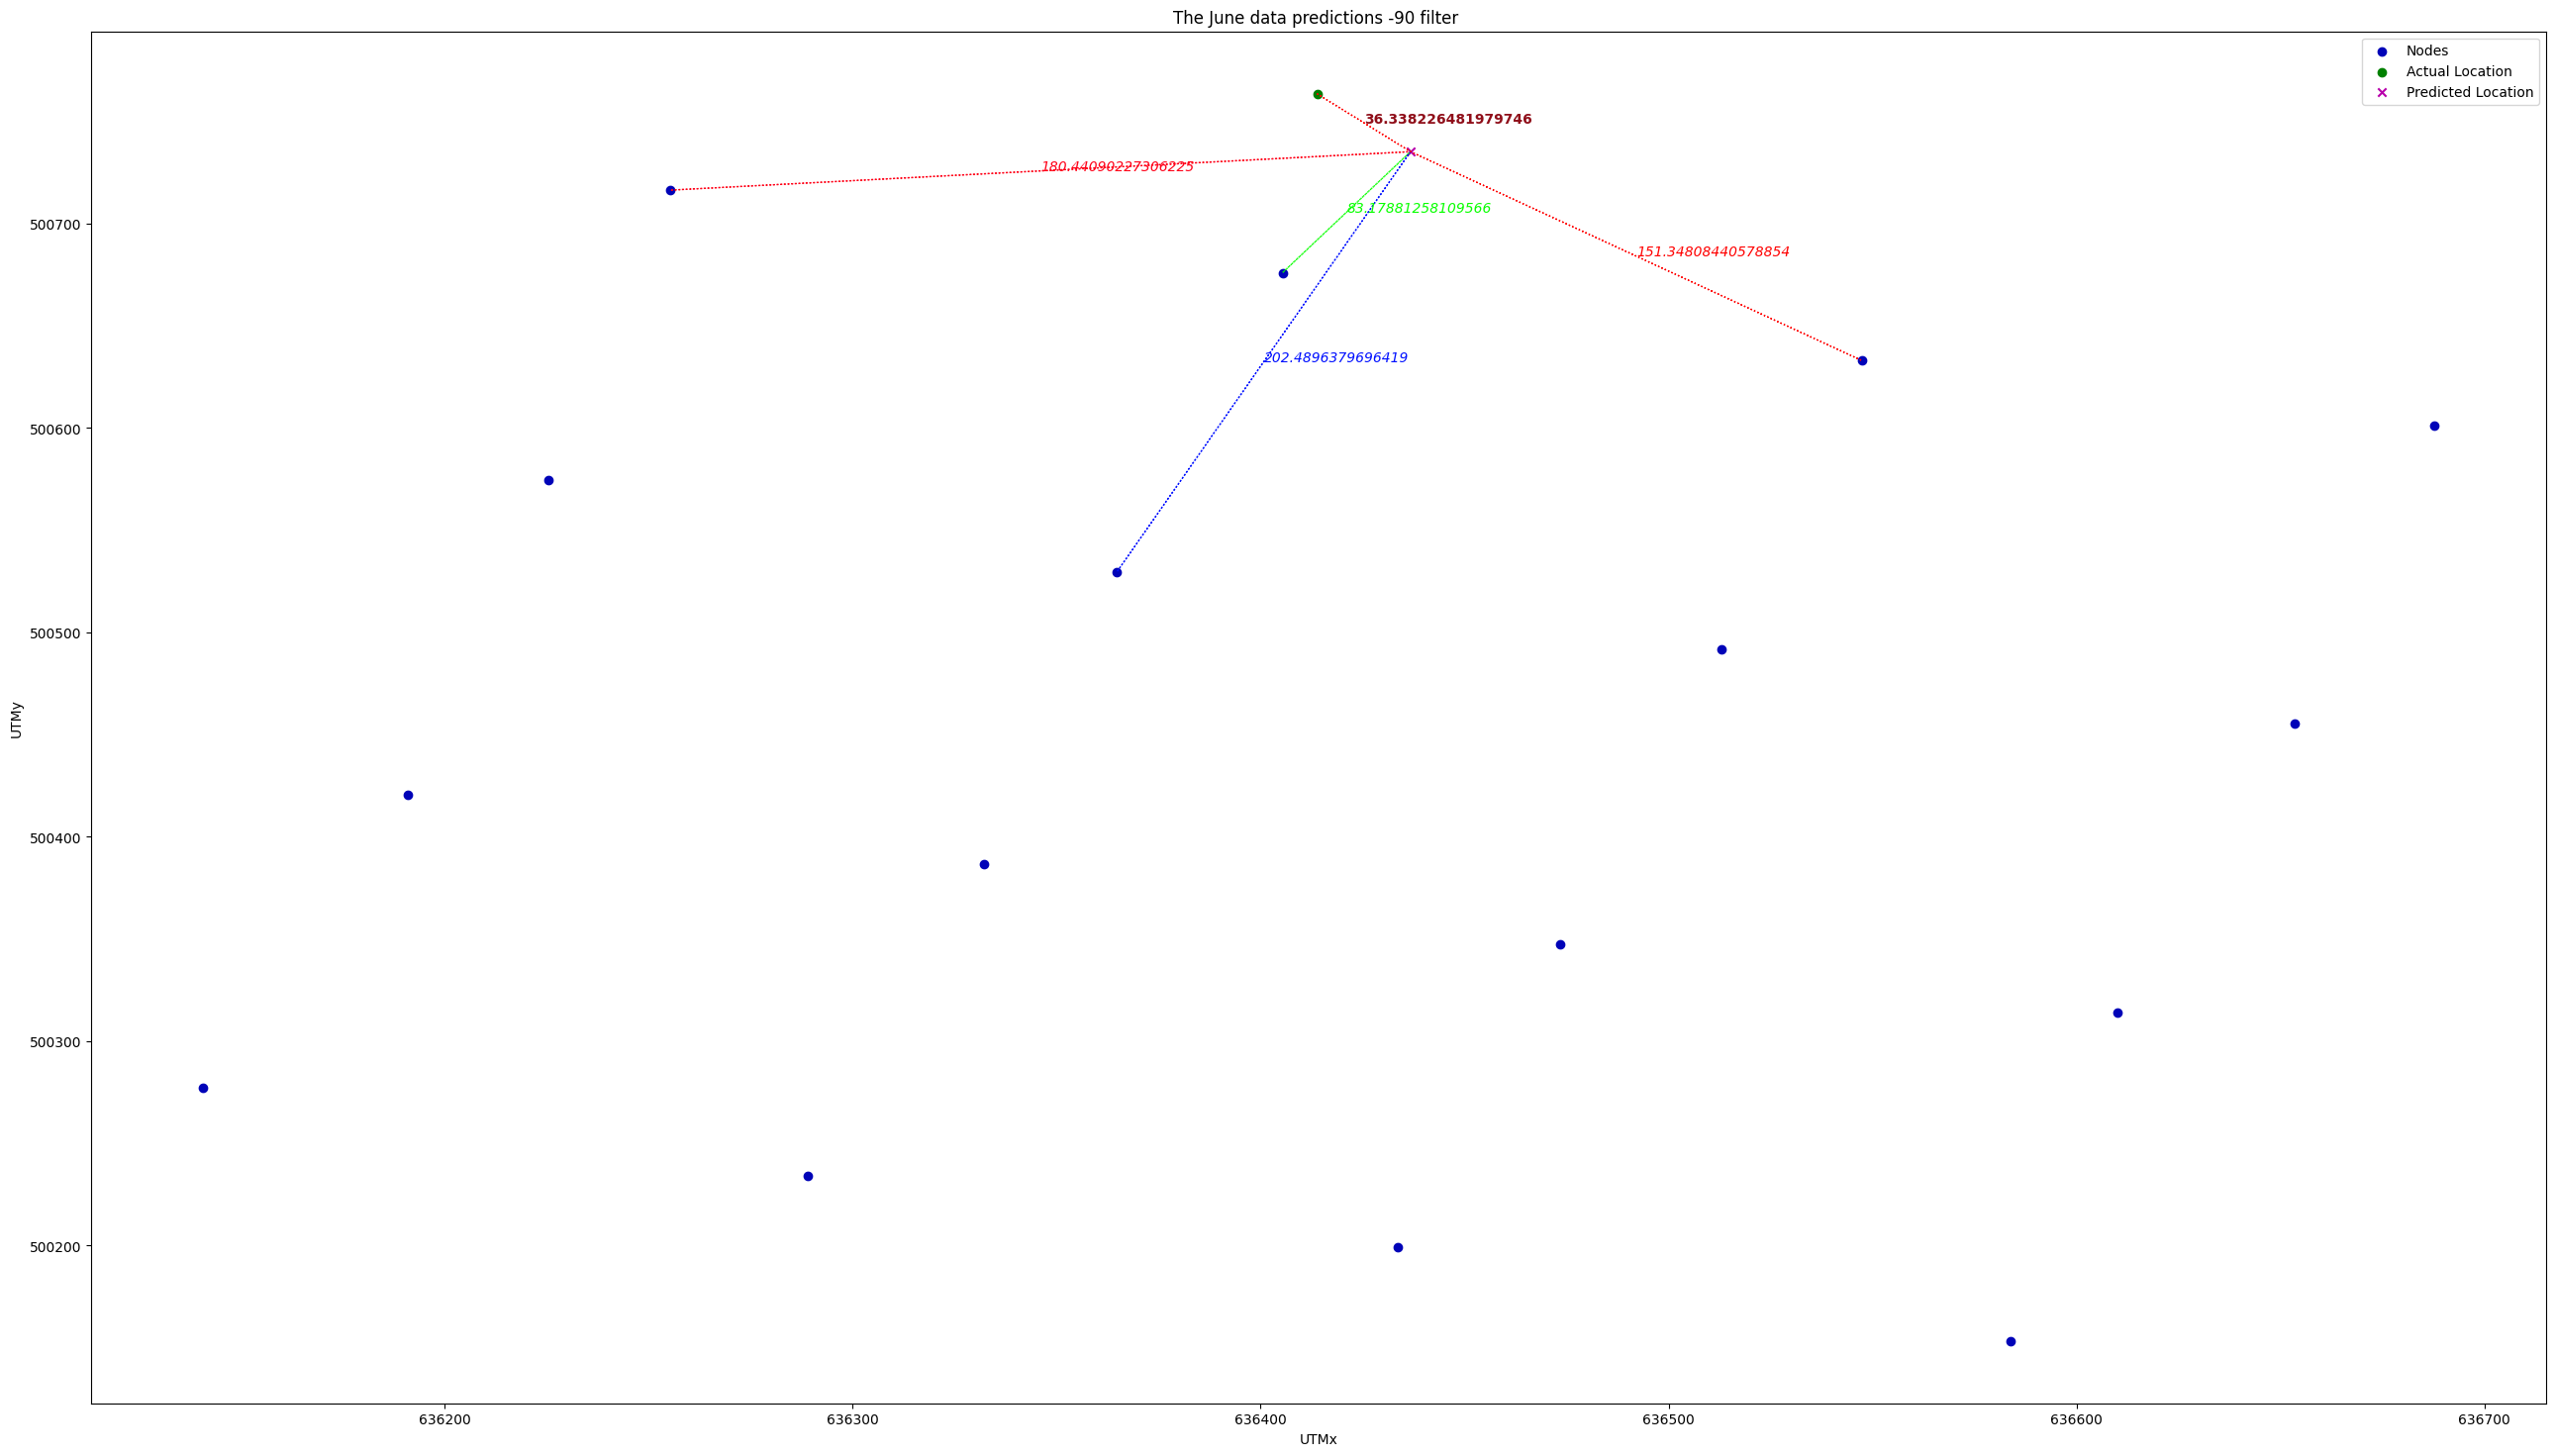 The June data predictions -90 filter
Nodes
Actual Location
Predicted Location
36.338226481979746
180.44090227306225
83.17881258109566
151.34808440578854
202.4896379696419
500700
500600
500500
500400
500300
500200
UTMy
636200 636300 636400 636500 636600 636700
UTMx